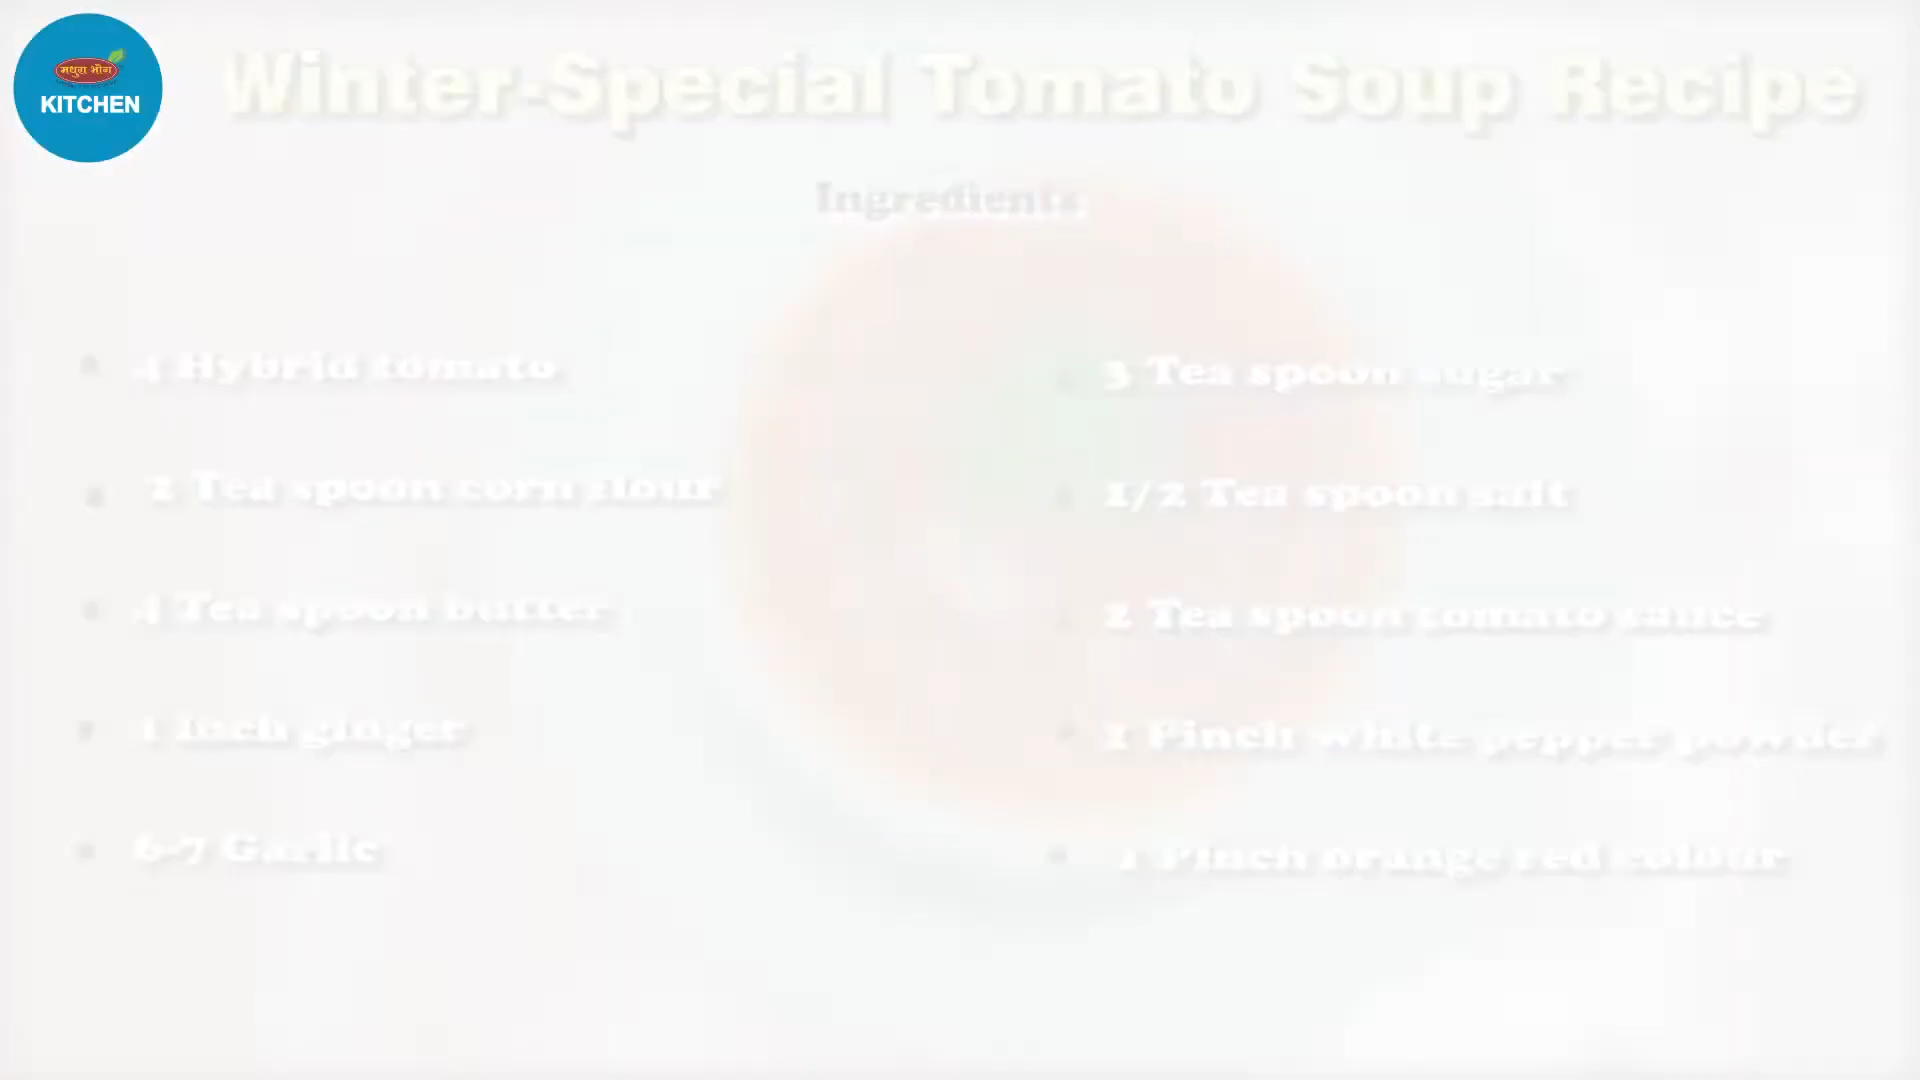 मथुरा भोग
KITCHEN
Winter-Special Tomato Soup Recipe
Ingredients
4 Hybrid tomato
2 Tea spoon corn flour
4 Tea spoon butter
1 Inch ginger
6-7 Garlic
3 Tea spoon sugar
1/2 Tea spoon salt
2 Tea spoon tomato sauce
1 Pinch white pepper powder
1 Pinch orange red colour